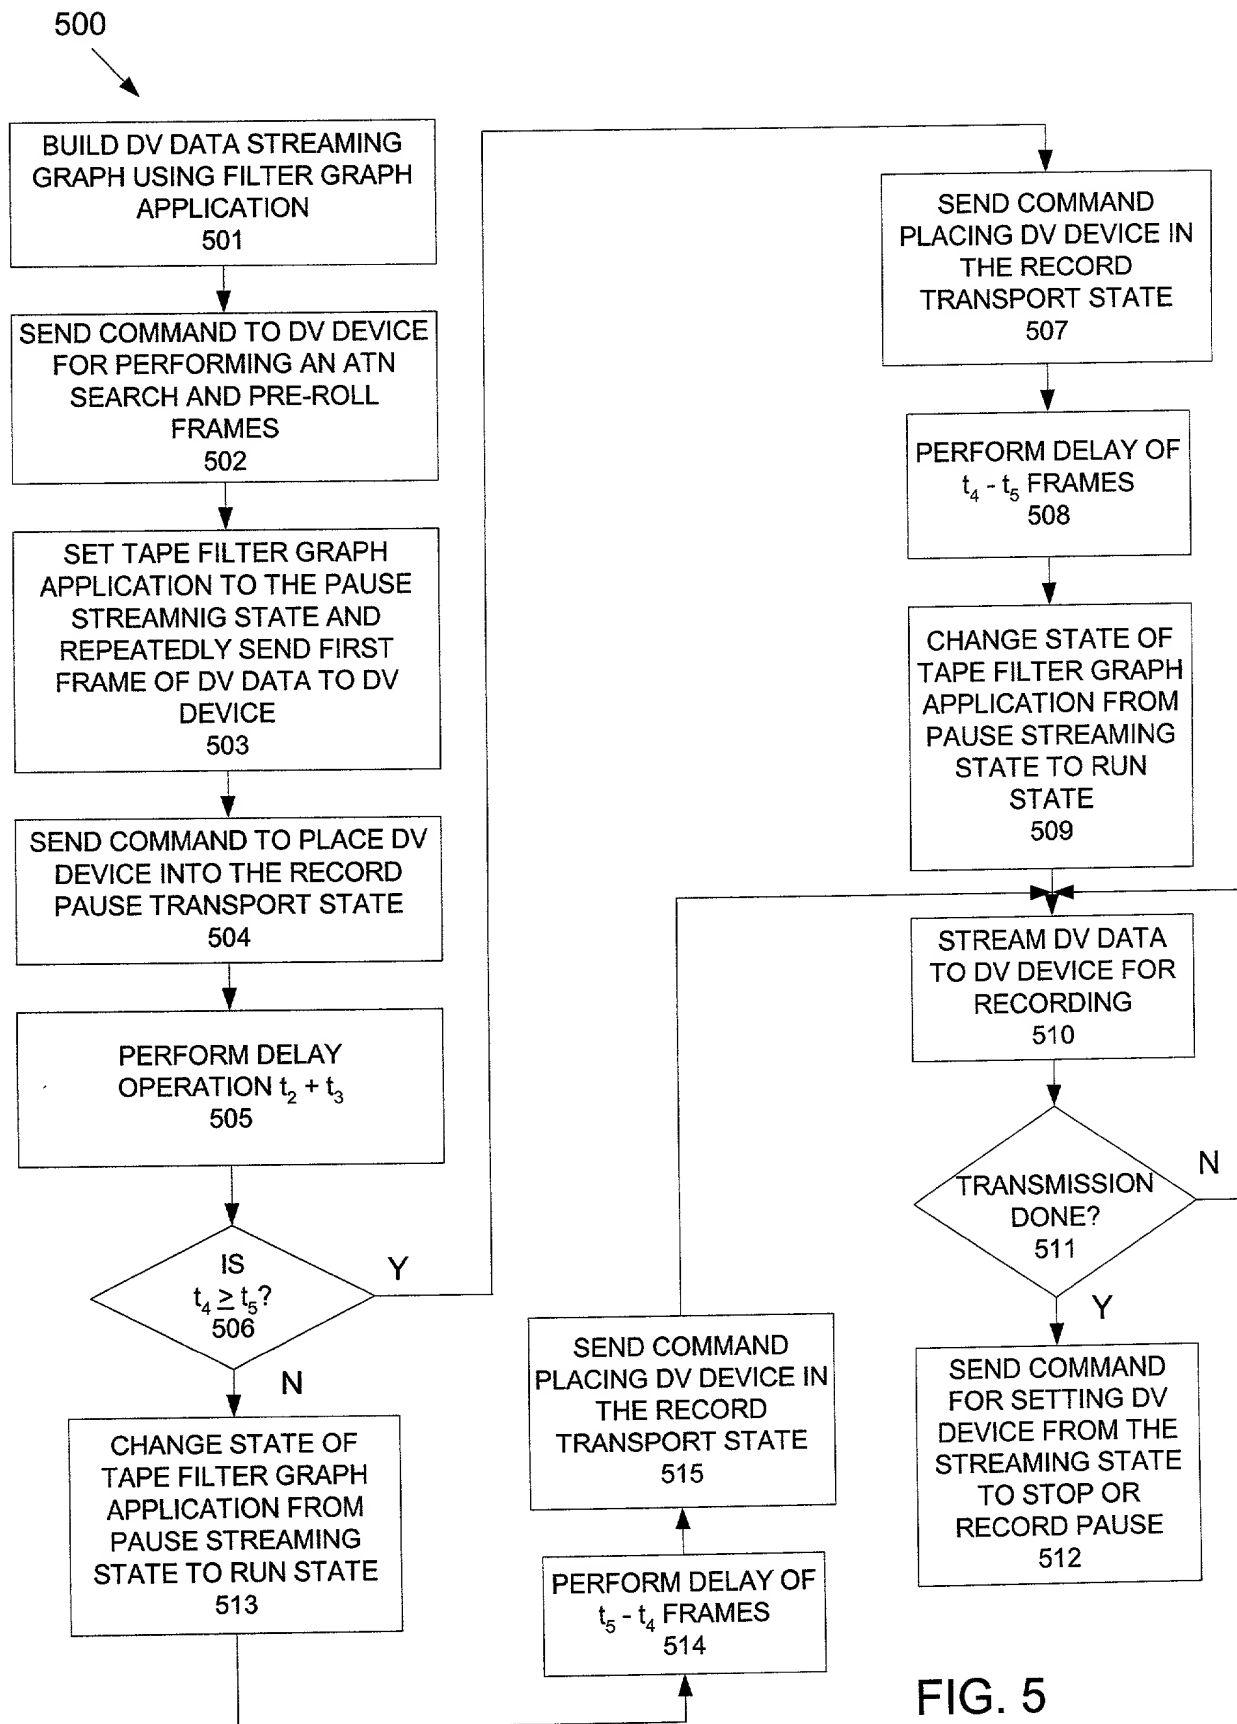 500
BUILD DV DATA STREAMING
GRAPH USING FILTER GRAPH
APPLICATION
501
SEND COMMAND TO DV DEVICE
FOR PERFORMING AN ATN
SEARCH AND PRE-ROLL
FRAMES
502
SET TAPE FILTER GRAPH
APPLICATION TO THE PAUSE
STREAMNIG STATE AND
REPEATEDLY SEND FIRST
FRAME OF DV DATA TO DV
DEVICE
503
SEND COMMAND TO PLACE DV
DEVICE INTO THE RECORD
PAUSE TRANSPORT STATE
504
PERFORM DELAY
OPERATION t₂ + t₃
505
IS
t₄ ≥ t₅?
506
Y
N
SEND COMMAND
PLACING DV DEVICE IN
THE RECORD
TRANSPORT STATE
507
PERFORM DELAY OF
t₄ - t₅ FRAMES
508
CHANGE STATE OF
TAPE FILTER GRAPH
APPLICATION FROM
PAUSE STREAMING
STATE TO RUN
STATE
509
STREAM DV DATA
TO DV DEVICE FOR
RECORDING
510
TRANSMISSION
DONE?
511
N
Y
SEND COMMAND
FOR SETTING DV
DEVICE FROM THE
STREAMING STATE
TO STOP OR
RECORD PAUSE
512
CHANGE STATE OF
TAPE FILTER GRAPH
APPLICATION FROM
PAUSE STREAMING
STATE TO RUN STATE
513
PERFORM DELAY OF
t₅ - t₄ FRAMES
514
SEND COMMAND
PLACING DV DEVICE IN
THE RECORD
TRANSPORT STATE
515
FIG. 5